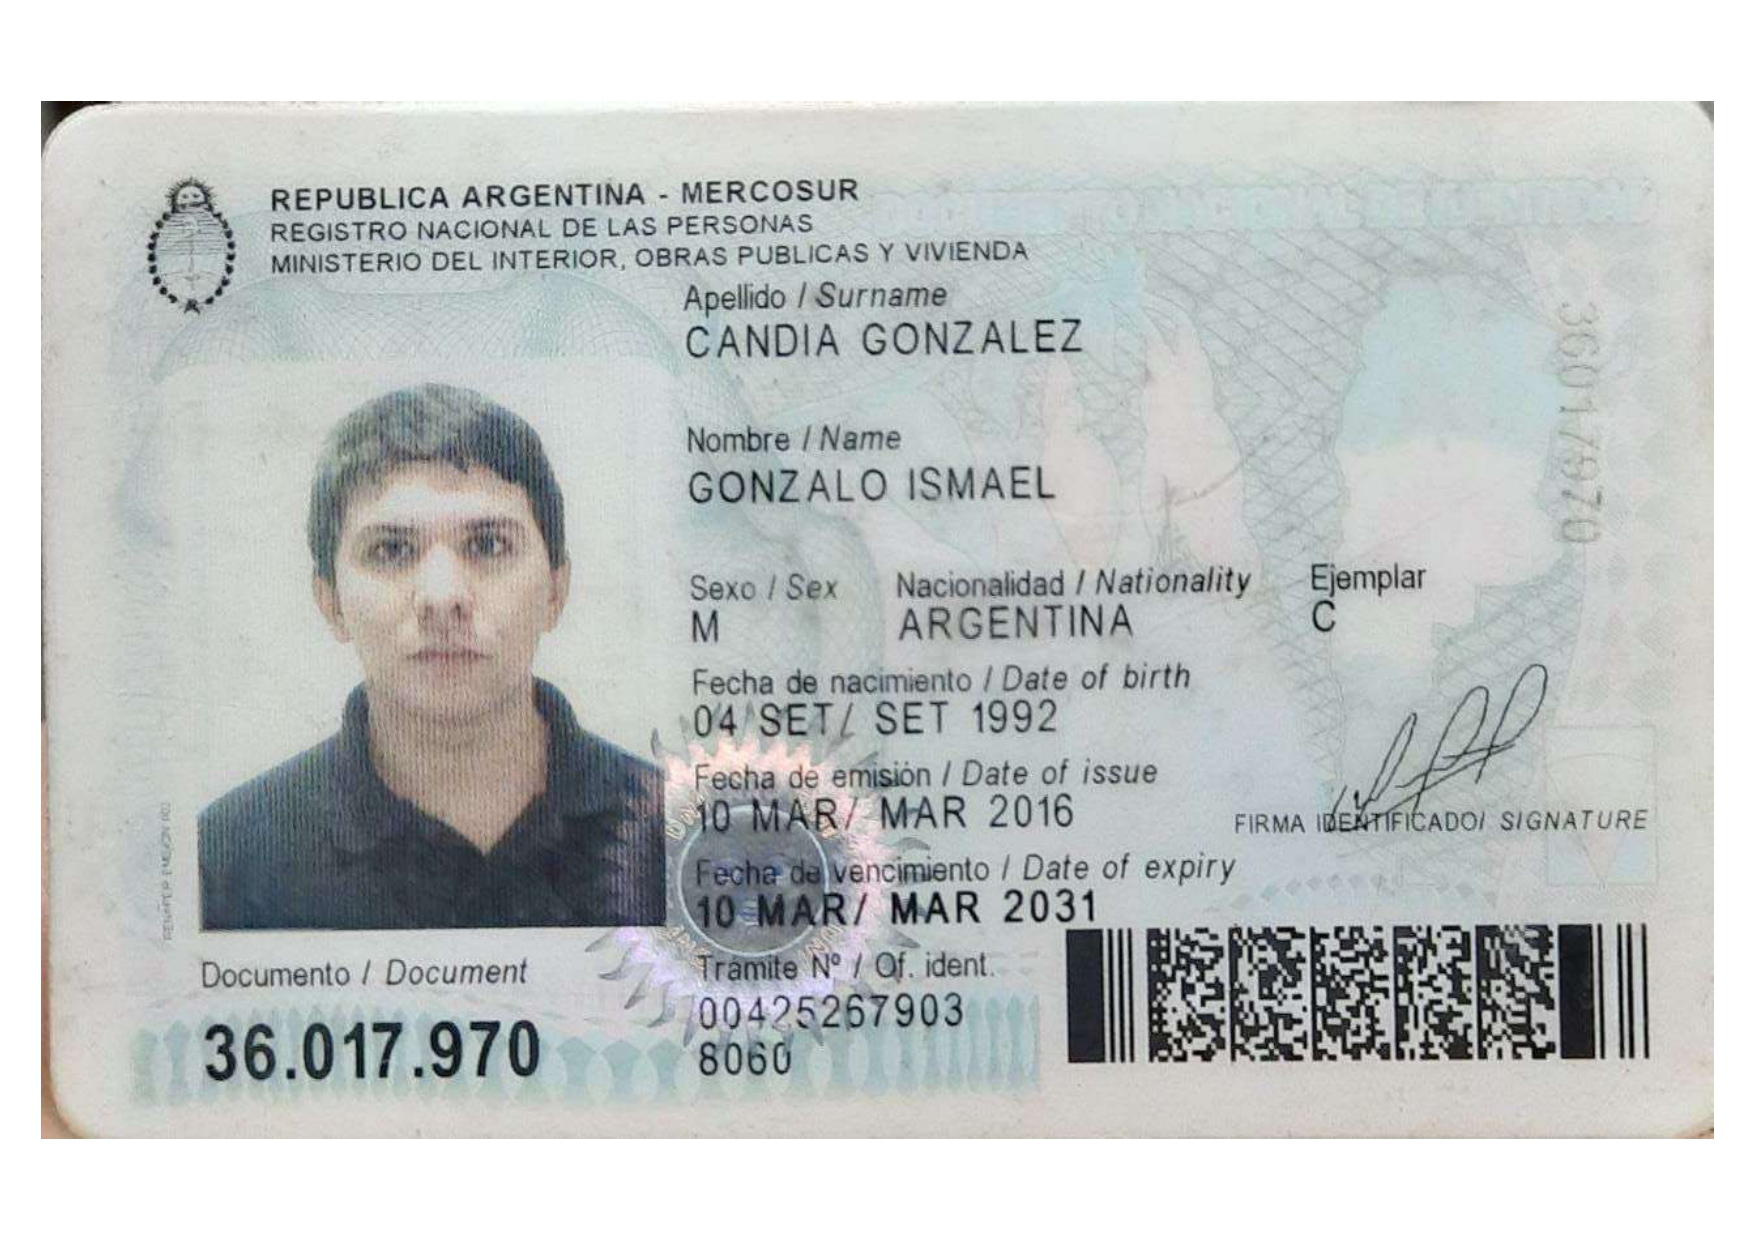 REPUBLICA ARGENTINA - MERCOSUR
REGISTRO NACIONAL DE LAS PERSONAS
MINISTERIO DEL INTERIOR, OBRAS PUBLICAS Y VIVIENDA
Apellido / Surname
CANDIA GONZALEZ
Nombre / Name
GONZALO ISMAEL
Sexo / Sex Nacionalidad / Nationality Ejemplar
M ARGENTINA C
Fecha de nacimiento / Date of birth
04 SET/ SET 1992
Fecha de emisión / Date of issue
10 MAR/ MAR 2016
FIRMA IDENTIFICADO/ SIGNATURE
Fecha de vencimiento / Date of expiry
10 MAR/ MAR 2031
Documento / Document
36.017.970
Trámite Nº / Of. ident.
00425267903
8060
36017970